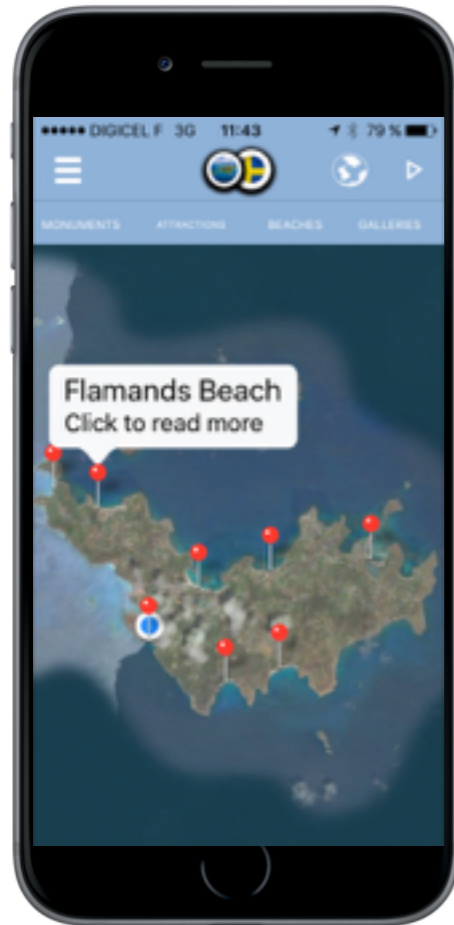 DIGICEL F 3G 11:43 79 %
MONUMENTS ATTRACTIONS BEACHES GALLERIES
Flamands Beach
Click to read more